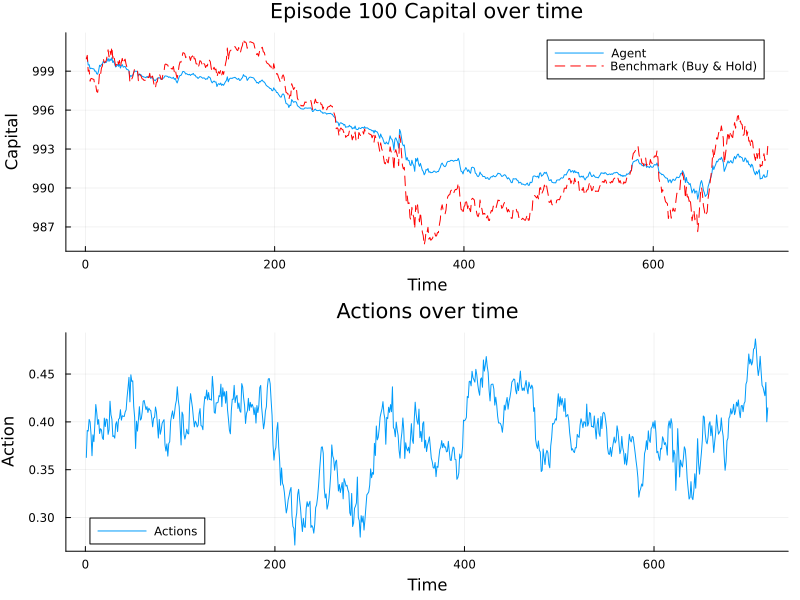 Episode 100 Capital over time
Agent
Benchmark (Buy & Hold)
999
996
993
990
987
Capital
0
200
400
600
Time
Actions over time
0.45
0.40
0.35
0.30
Action
Actions
0
200
400
600
Time